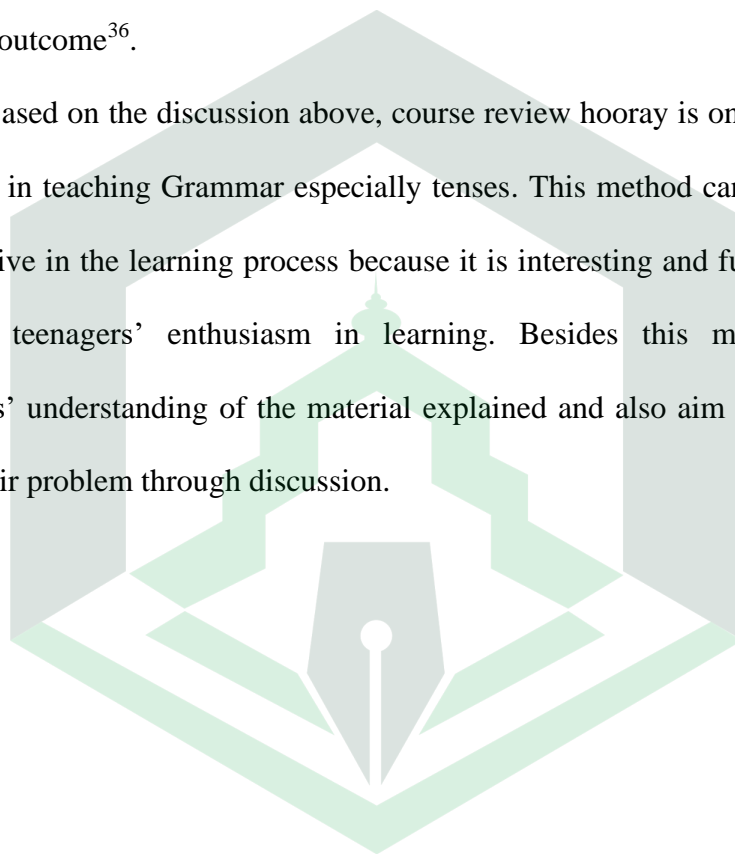 outcome³⁶.
ased on the discussion above, course review hooray is on
in teaching Grammar especially tenses. This method can
ive in the learning process because it is interesting and fu
teenagers’ enthusiasm in learning. Besides this m
s’ understanding of the material explained and also aim
ir problem through discussion.